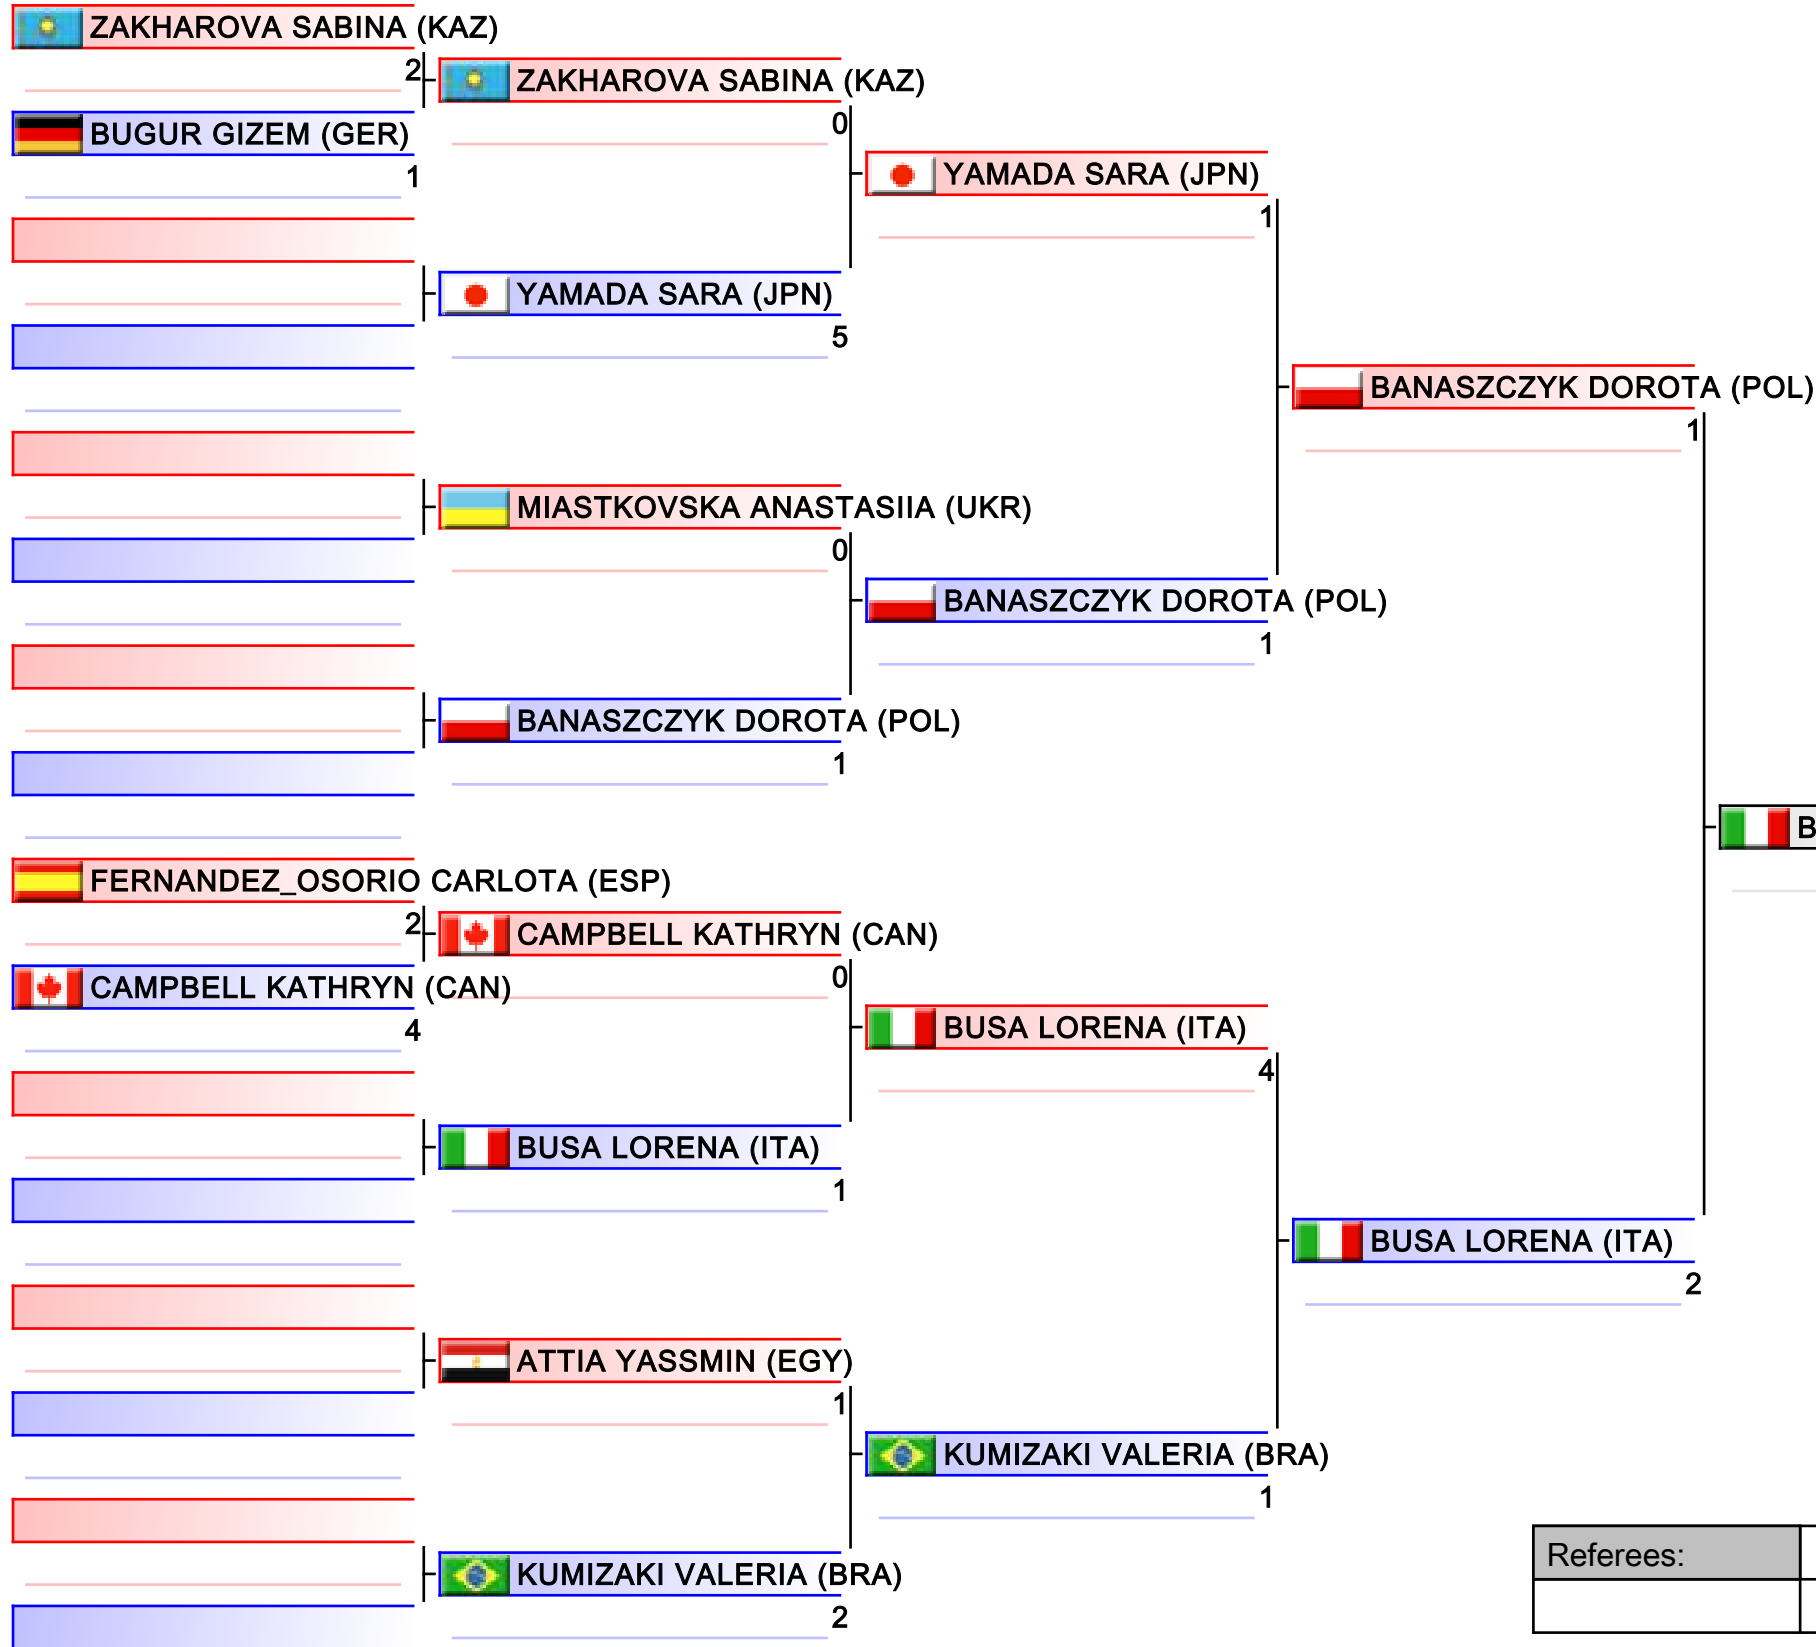 ZAKHAROVA SABINA (KAZ)
2
ZAKHAROVA SABINA (KAZ)
0
BUGUR GIZEM (GER)
1
YAMADA SARA (JPN)
1
YAMADA SARA (JPN)
5
BANASZCZYK DOROTA (POL)
1
MIASTKOVSKA ANASTASIIA (UKR)
0
BANASZCZYK DOROTA (POL)
1
BANASZCZYK DOROTA (POL)
1
B
FERNANDEZ_OSORIO CARLOTA (ESP)
2
CAMPBELL KATHRYN (CAN)
0
CAMPBELL KATHRYN (CAN)
4
BUSA LORENA (ITA)
4
BUSA LORENA (ITA)
1
BUSA LORENA (ITA)
2
ATTIA YASSMIN (EGY)
1
KUMIZAKI VALERIA (BRA)
1
KUMIZAKI VALERIA (BRA)
2
Referees: